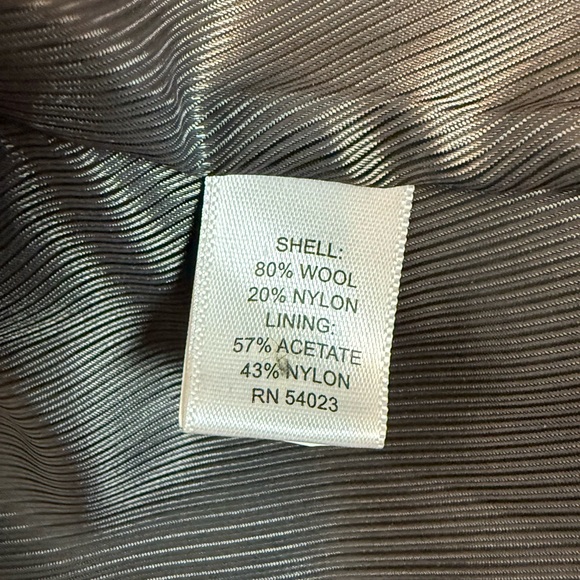 SHELL:
80% WOOL
20% NYLON
LINING:
57% ACETATE
43% NYLON
RN 54023